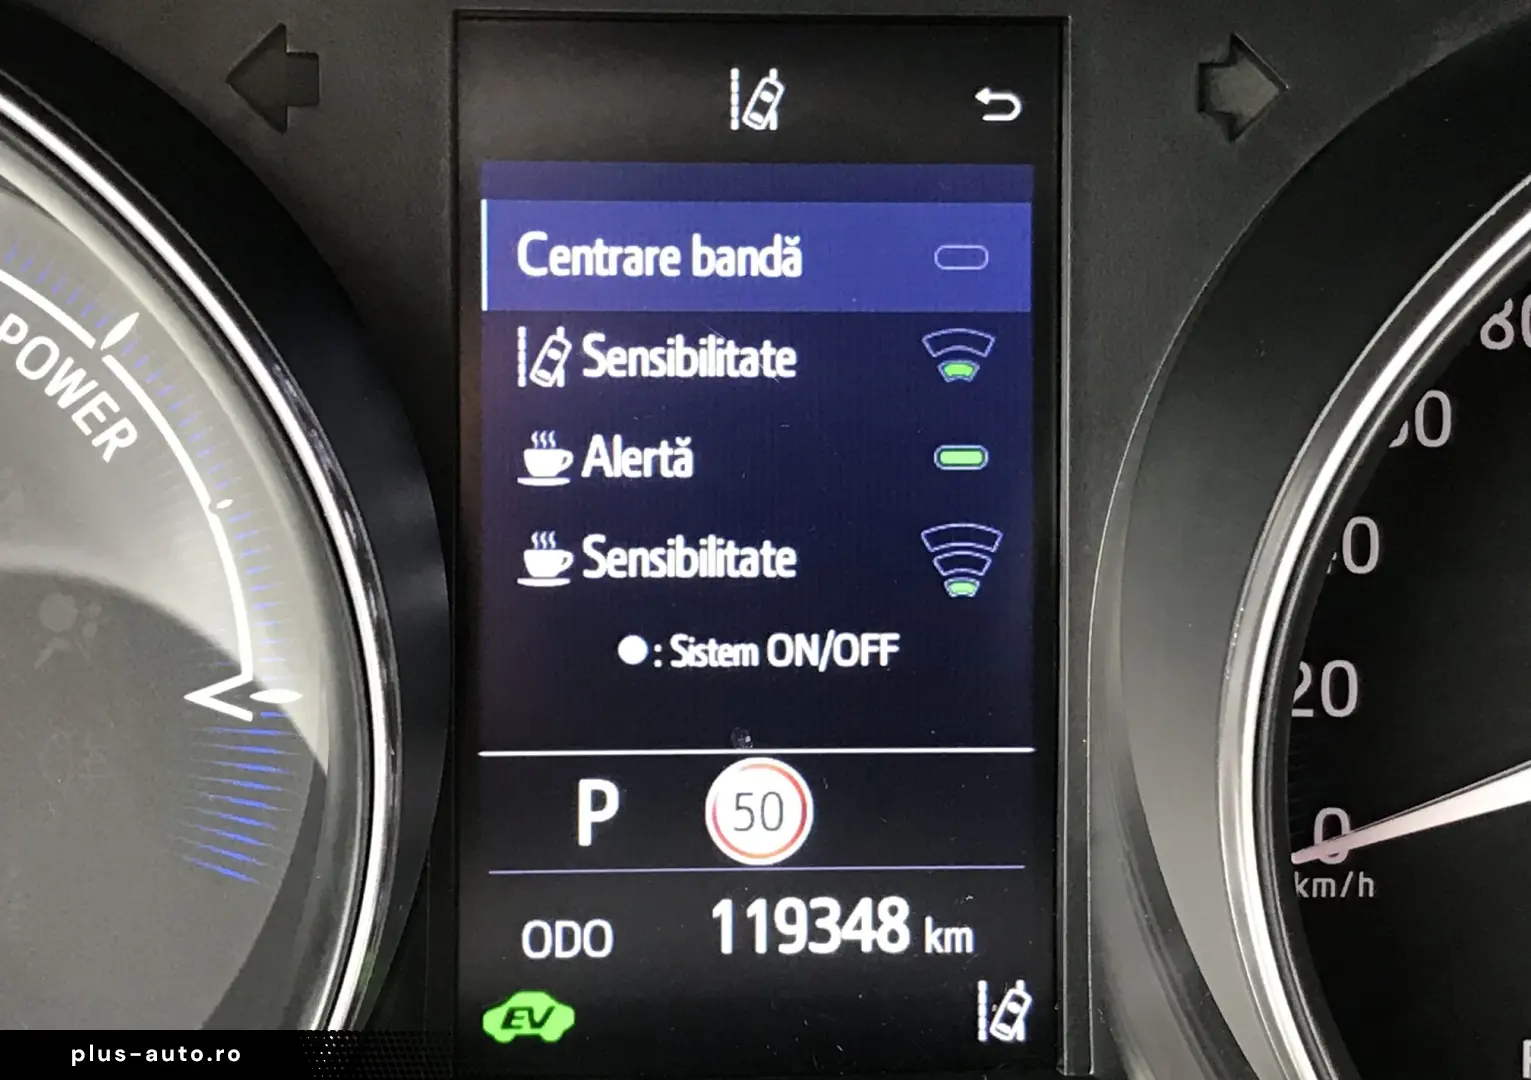 Centrare bandă
Sensibilitate
Alertă
Sensibilitate
: Sistem ON/OFF
P
50
ODO 119348 km
EV
POWER
40
20
0
km/h
plus-auto.ro